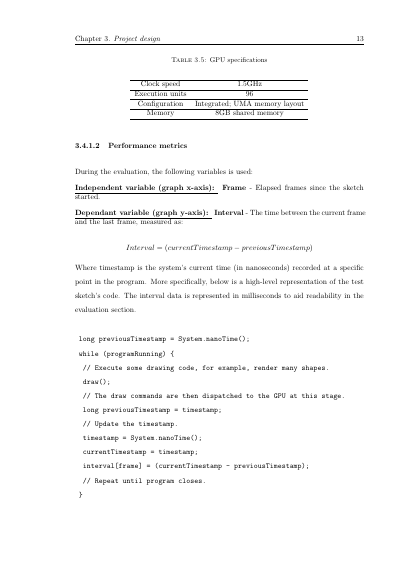 Chapter 3. Project design 13
Table 3.5: GPU specifications
Clock speed 1.5GHz
Execution units 96
Configuration Integrated; UMA memory layout
Memory 8GB shared memory
3.4.1.2 Performance metrics
During the evaluation, the following variables is used:
Independent variable (graph x-axis): Frame - Elapsed frames since the sketch
started.
Dependant variable (graph y-axis): Interval - The time between the current frame
and the last frame, measured as:
Interval = (currentTimestamp − previousTimestamp)
Where timestamp is the system's current time (in nanoseconds) recorded at a specific
point in the program. More specifically, below is a high-level representation of the test
sketch's code. The interval data is represented in milliseconds to aid readability in the
evaluation section.
long previousTimestamp = System.nanoTime();
while (programRunning) {
// Execute some drawing code, for example, render many shapes.
draw();
// The draw commands are then dispatched to the GPU at this stage.
long previousTimestamp = timestamp;
// Update the timestamp.
timestamp = System.nanoTime();
currentTimestamp = timestamp;
interval[frame] = (currentTimestamp - previousTimestamp);
// Repeat until program closes.
}